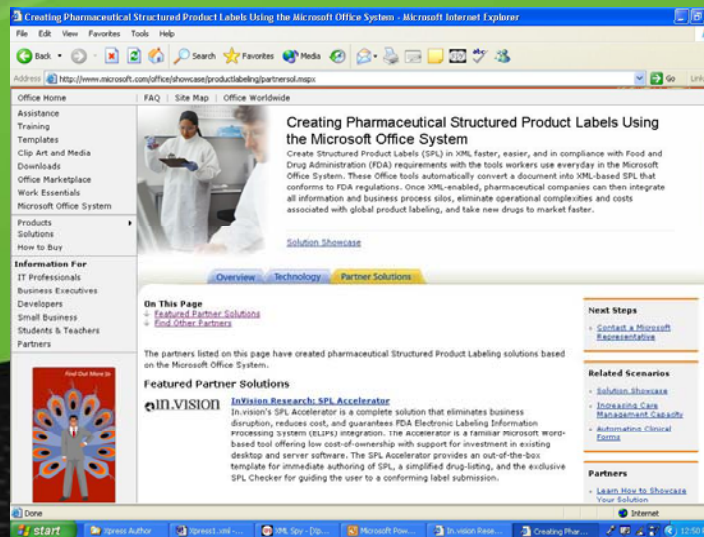 Creating Pharmaceutical Structured Product Labels Using the Microsoft Office System - Microsoft Internet Explorer
File Edit View Favorites Tools Help
Back Search Favorites Media
Address http://www.microsoft.com/office/showcase/productlabeling/partnersol.mspx Go
Office Home FAQ | Site Map | Office Worldwide
Assistance
Training
Templates
Clip Art and Media
Downloads
Office Marketplace
Work Essentials
Microsoft Office System
Products
Solutions
How to Buy
Information For
IT Professionals
Business Executives
Developers
Small Business
Students & Teachers
Partners
Find Out More In
Creating Pharmaceutical Structured Product Labels Using
the Microsoft Office System
Create Structured Product Labels (SPL) in XML faster, easier, and in compliance with Food and
Drug Administration (FDA) requirements with the tools workers use everyday in the Microsoft
Office System. These Office tools automatically convert a document into XML-based SPL that
conforms to FDA regulations. Once XML-enabled, pharmaceutical companies can then integrate
all information and business process silos, eliminate operational complexities and costs
associated with global product labeling, and take new drugs to market faster.
Solution Showcase
Overview Technology Partner Solutions
On This Page
Featured Partner Solutions
Find Other Partners
The partners listed on this page have created pharmaceutical Structured Product Labeling solutions based
on the Microsoft Office System.
Featured Partner Solutions
in.vision
InVision Research: SPL Accelerator
In.vision's SPL Accelerator is a complete solution that eliminates business
disruption, reduces cost, and guarantees FDA Electronic Labeling Information
Processing System (ELIPS) integration. The Accelerator is a familiar Microsoft Word-
based tool offering low cost-of-ownership with support for investment in existing
desktop and server software. The SPL Accelerator provides an out-of-the-box
template for immediate authoring of SPL, a simplified drug-listing, and the exclusive
SPL Checker for guiding the user to a conforming label submission.
Next Steps
Contact a Microsoft
Representative
Related Scenarios
Solution Showcase
Increasing Care
Management Capacity
Automating Clinical
Forms
Partners
Learn How to Showcase
Your Solution
Done Internet
start Xpress Author Xpress1.xml -... XML Spy - [Xp... Microsoft Pow... In.vision Rese... Creating Phar... 12:50